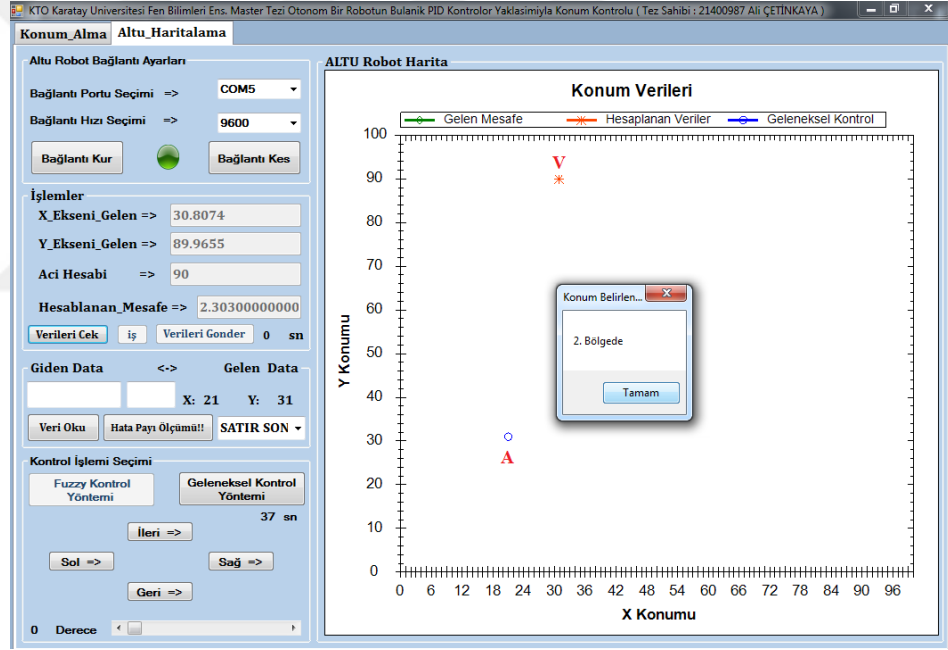 KTO Karatay Universitesi Fen Bilimleri Ens. Master Tezi Otonom Bir Robotun Bulanik PID Kontrolor Yaklasimiyla Konum Kontrolu ( Tez Sahibi : 21400987 Ali ÇETİNKAYA )
Konum_Alma Altu_Haritalama
Altu Robot Bağlantı Ayarları
Bağlantı Portu Seçimi => COM5
Bağlantı Hızı Seçimi => 9600
Bağlantı Kur Bağlantı Kes
İşlemler
X_Ekseni_Gelen => 30.8074
Y_Ekseni_Gelen => 89.9655
Aci Hesabi => 90
Hesablanan_Mesafe => 2.30300000000
Verileri Cek iş Verileri Gonder 0 sn
Giden Data <-> Gelen Data
X: 21 Y: 31
Veri Oku Hata Payı Ölçümü!! SATIR SON
Kontrol İşlemi Seçimi
Fuzzy Kontrol Yöntemi
Geleneksel Kontrol Yöntemi
37 sn
İleri =>
Sol => Sağ =>
Geri =>
0 Derece
ALTU Robot Harita
Konum Verileri
Gelen Mesafe Hesaplanan Veriler Geleneksel Kontrol
100
90
80
70
60
50
40
30
20
10
0
Y Konumu
V
A
Konum Belirlen...
2. Bölgede
Tamam
0 6 12 18 24 30 36 42 48 54 60 66 72 78 84 90 96
X Konumu